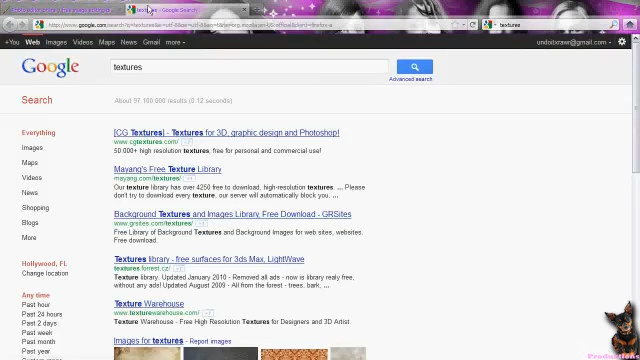 textures - Google Search
textures
+You Web Images Videos Maps News Gmail more
undoitxrawr@gmail.com
Google
textures
Advanced search
Search
About 97,100,000 results (0.12 seconds)
Everything
Images
Maps
Videos
News
Shopping
Blogs
More
Hollywood, FL
Change location
Any time
Past hour
Past 24 hours
Past 2 days
Past week
Past month
Past year
[CG Textures] - Textures for 3D, graphic design and Photoshop!
www.cgtextures.com/
50.000+ high resolution textures, free for personal and commercial use!
Mayang's Free Texture Library
mayang.com/textures/
Our texture library has over 4250 free to download, high-resolution textures. ... Please
don't try to download every texture, our server will automatically block you. ...
Background Textures and Images Library, Free Download - GRSites
www.grsites.com/textures/
Free Library of Background Textures and Background Images for web sites, websites.
Free download.
Textures library - free surfaces for 3ds Max, LightWave
textures.forrest.cz/
Texture library. Updated January 2010 - Removed all ads - now is library realy free,
without any ads! Updated August 2009 - All from the forest - trees, bark, ...
Texture Warehouse
www.texturewarehouse.com/
Texture Warehouse - Free High Resolution Textures for Designers and 3D Artist.
Images for textures - Report images
Productions